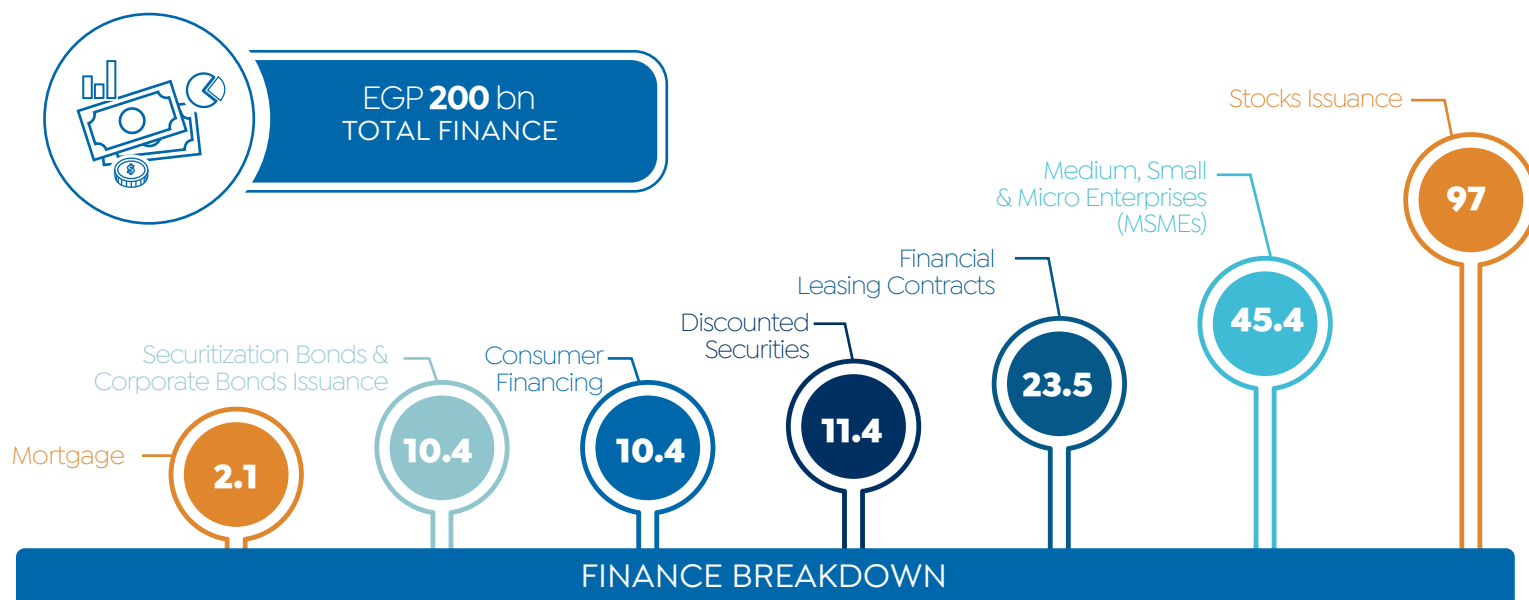 EGP 200 bn
TOTAL FINANCE
$
Mortgage
2.1
Securitization Bonds &
Corporate Bonds Issuance
10.4
Consumer
Financing
10.4
Discounted
Securities
11.4
Financial
Leasing Contracts
23.5
Medium, Small
& Micro Enterprises
(MSMEs)
45.4
Stocks Issuance
97
FINANCE BREAKDOWN